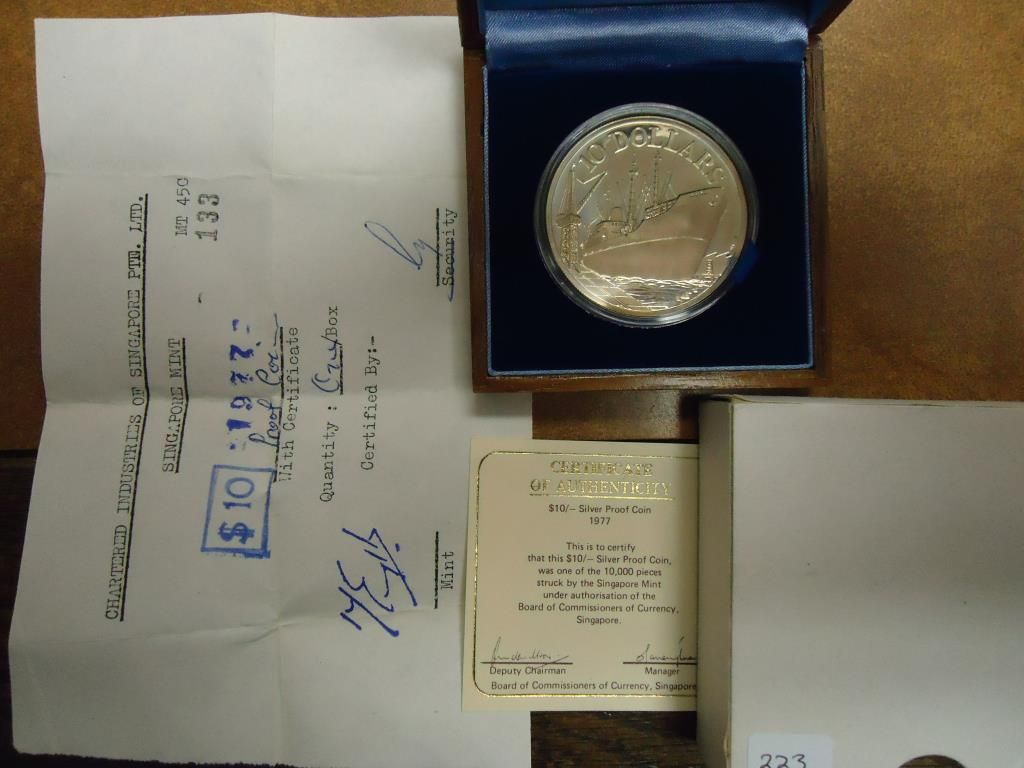 CHARTERED INDUSTRIES OF SINGAPORE PTE. LTD.
SINGAPORE MINT
MT 450
133
$10
1977
Proof Coin
With Certificate
Quantity : One/Box
Certified By:-
Mint
Security
10 DOLLARS
CERTIFICATE
OF AUTHENTICITY
$10/– Silver Proof Coin
1977
This is to certify
that this $10/– Silver Proof Coin,
was one of the 10,000 pieces
struck by the Singapore Mint
under authorisation of the
Board of Commissioners of Currency,
Singapore.
Deputy Chairman
Manager
Board of Commissioners of Currency, Singapore
223